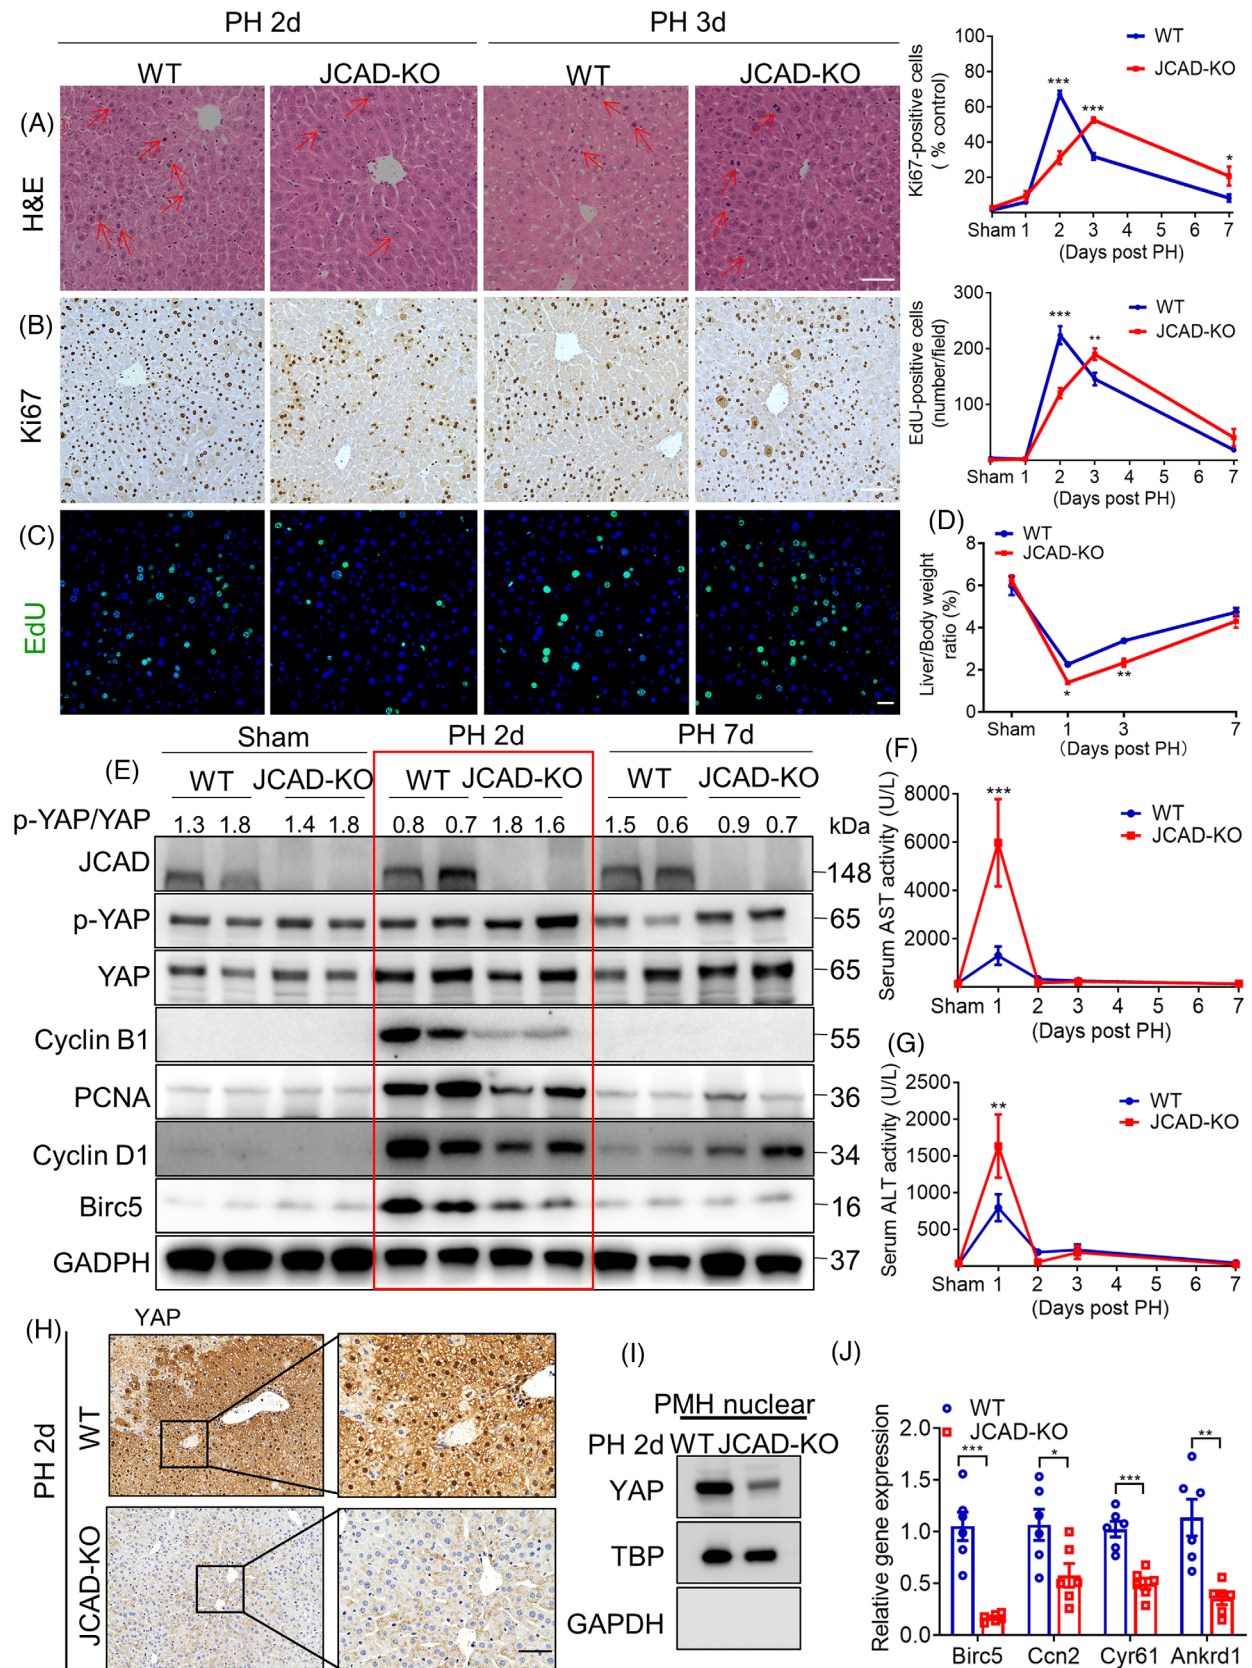 PH 2d
PH 3d
WT
JCAD-KO
WT
JCAD-KO
(A)
H&E
Ki67-positive cells
( % control)
100
80
60
40
20
WT
JCAD-KO
***
***
*
Sham 1 2 3 4 5 6 7
(Days post PH)
(B)
Ki67
EdU-positive cells
(number/field)
300
200
100
WT
JCAD-KO
***
**
Sham 1 2 3 4 5 6 7
(Days post PH)
(C)
EdU
(D)
Liver/Body weight
ratio (%)
8
6
4
2
0
WT
JCAD-KO
*
**
Sham 1 3 7
(Days post PH)
(E)
Sham
PH 2d
PH 7d
WT JCAD-KO WT JCAD-KO WT JCAD-KO
p-YAP/YAP 1.3 1.8 1.4 1.8 0.8 0.7 1.8 1.6 1.5 0.6 0.9 0.7 kDa
JCAD 148
p-YAP 65
YAP 65
Cyclin B1 55
PCNA 36
Cyclin D1 34
Birc5 16
GADPH 37
(F)
Serum AST activity (U/L)
8000
6000
4000
2000
***
WT
JCAD-KO
Sham 1 2 3 4 5 6 7
(Days post PH)
(G)
Serum ALT activity (U/L)
2500
2000
1500
1000
500
**
WT
JCAD-KO
Sham 1 2 3 4 5 6 7
(Days post PH)
(H)
YAP
PH 2d
WT
JCAD-KO
(I)
PMH nuclear
PH 2d WT JCAD-KO
YAP
TBP
GAPDH
(J)
Relative gene expression
2.0
1.5
1.0
0.5
0.0
WT
JCAD-KO
***
*
***
**
Birc5 Ccn2 Cyr61 Ankrd1